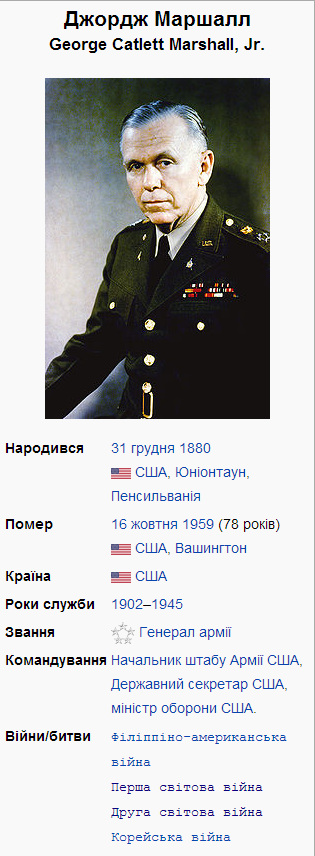 Джордж Маршалл
George Catlett Marshall, Jr.
Народився 31 грудня 1880
США, Юніонтаун,
Пенсильванія
Помер 16 жовтня 1959 (78 років)
США, Вашингтон
Країна США
Роки служби 1902–1945
Звання Генерал армії
Командування Начальник штабу Армії США,
Державний секретар США,
міністр оборони США.
Війни/битви Філіппіно-американська
війна
Перша світова війна
Друга світова війна
Корейська війна